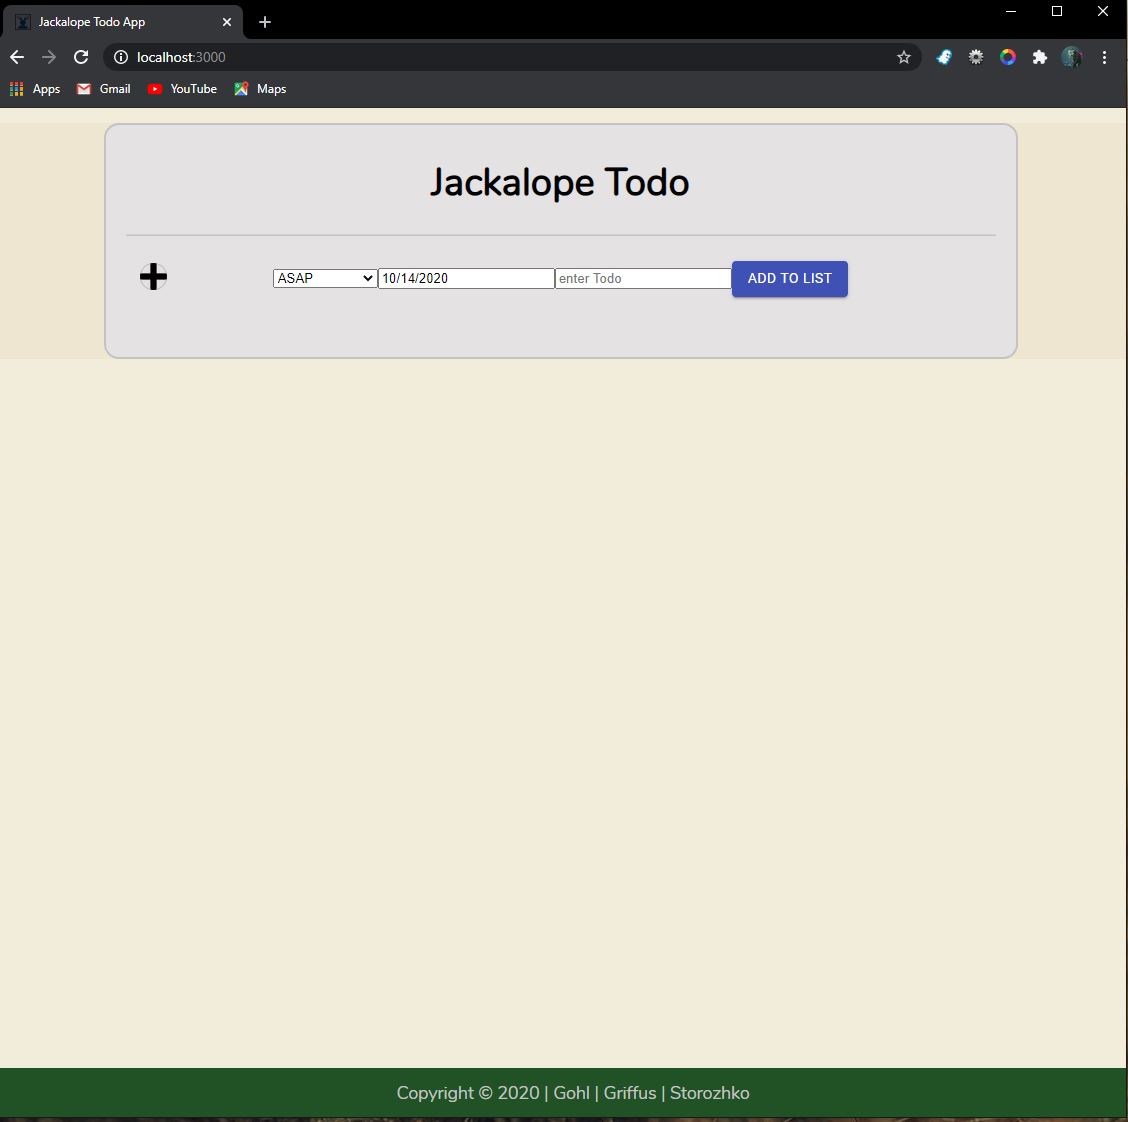 Jackalope Todo App
localhost:3000
Apps Gmail YouTube Maps
Jackalope Todo
ASAP 10/14/2020 enter Todo ADD TO LIST
Copyright © 2020 | Gohl | Griffus | Storozhko